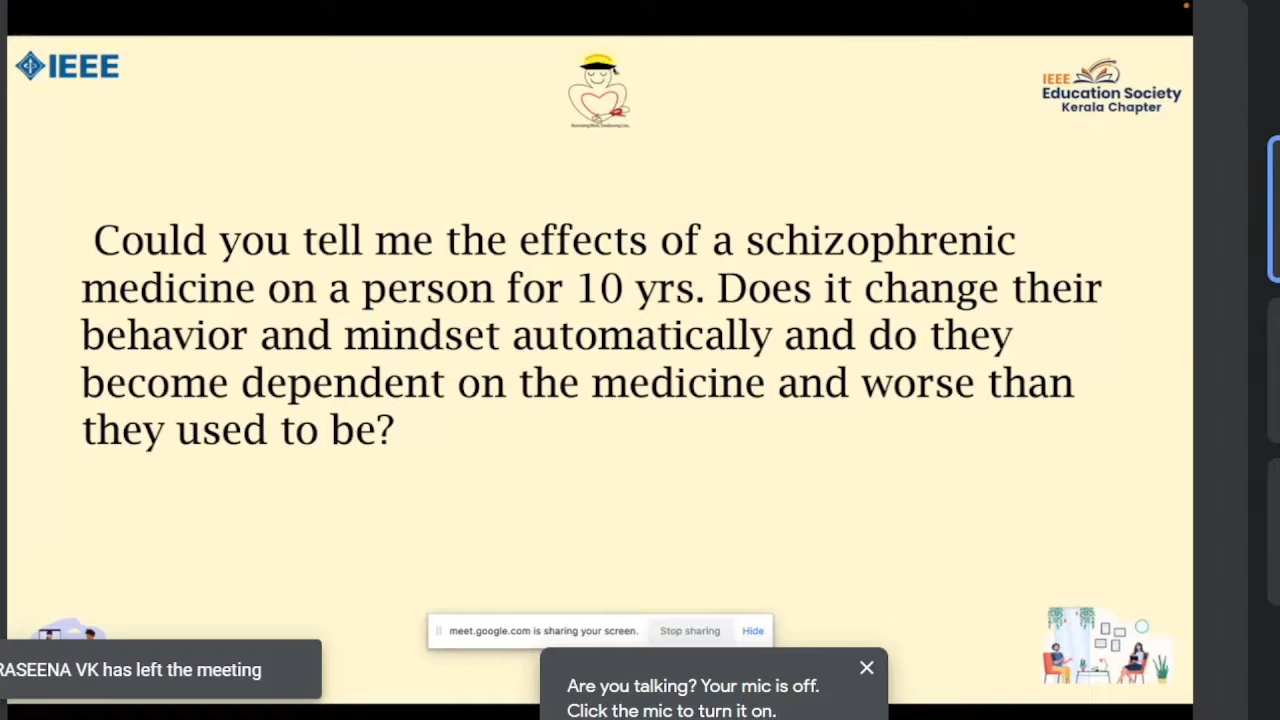 IEEE
IEEE
Education Society
Kerala Chapter
Could you tell me the effects of a schizophrenic
medicine on a person for 10 yrs. Does it change their
behavior and mindset automatically and do they
become dependent on the medicine and worse than
they used to be?
meet.google.com is sharing your screen. Stop sharing Hide
RASEENA VK has left the meeting
Are you talking? Your mic is off.
Click the mic to turn it on.